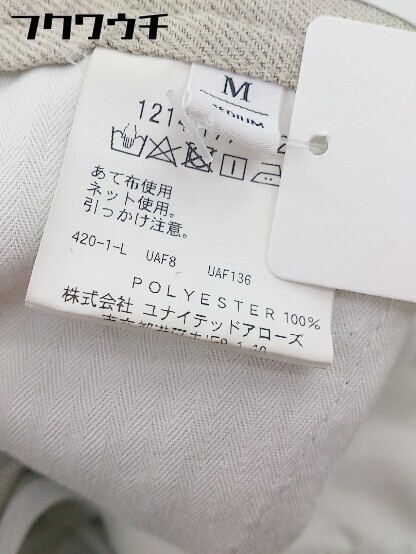 フクワウチ
M
MEDIUM
あて布使用
ネット使用。
引っかけ注意。
420-1-L UAF8 UAF136
POLYESTER 100%
株式会社 ユナイテッドアローズ